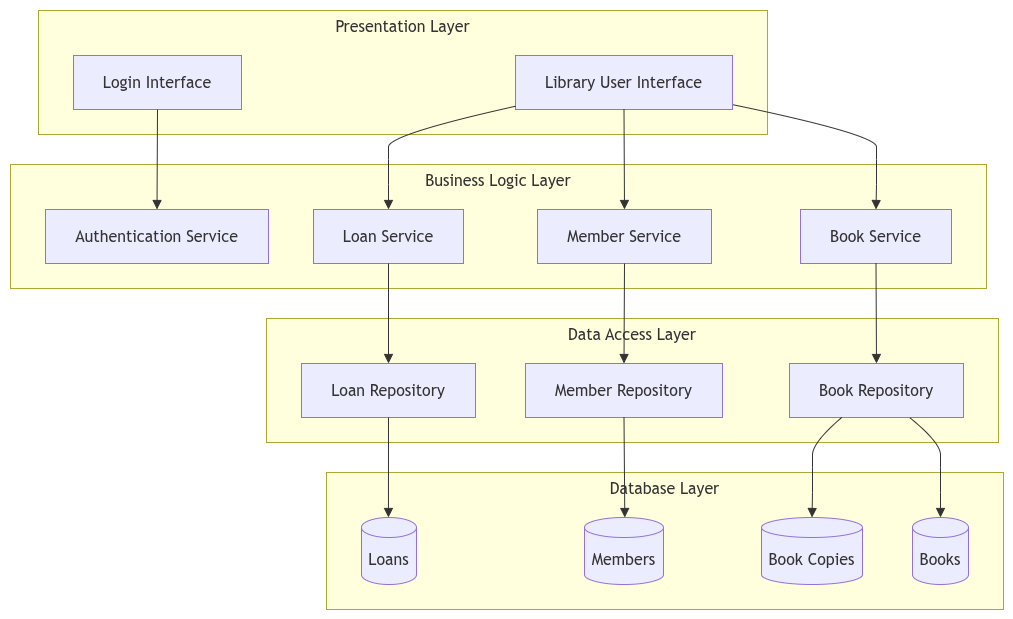 Presentation Layer
Login Interface
Library User Interface
Business Logic Layer
Authentication Service
Loan Service
Member Service
Book Service
Data Access Layer
Loan Repository
Member Repository
Book Repository
Database Layer
Loans
Members
Book Copies
Books